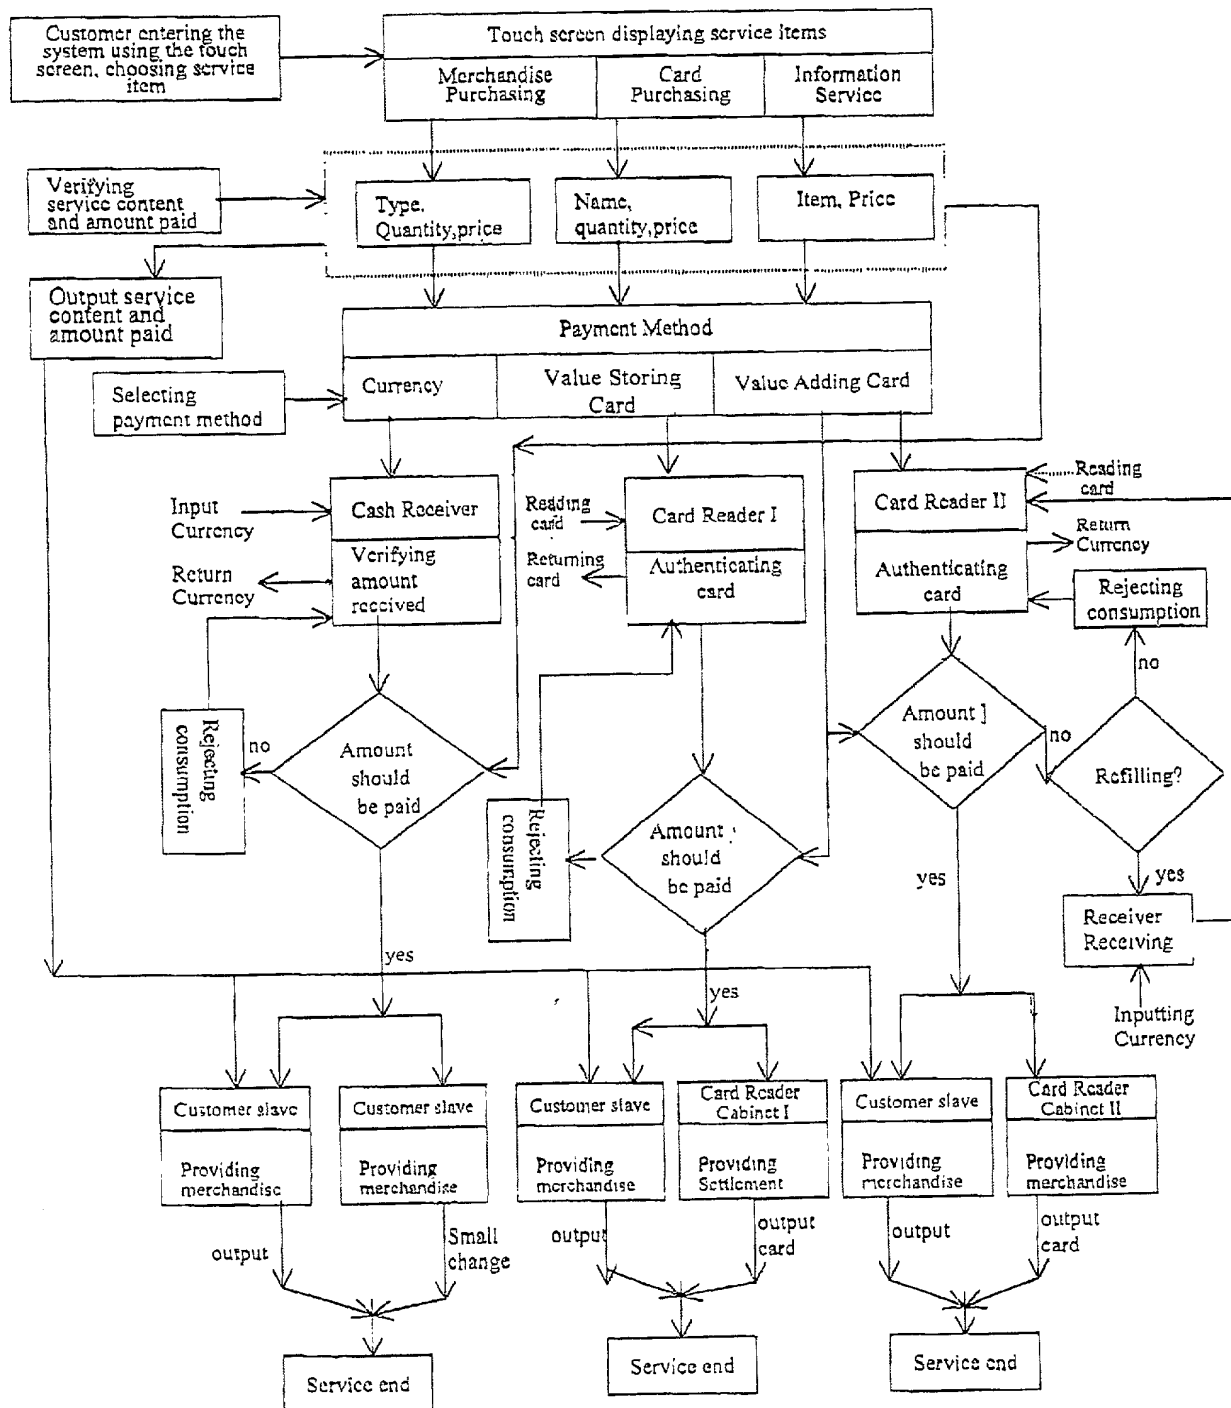 Customer entering the
system using the touch
screen, choosing service
item
Touch screen displaying service items
Merchandise
Purchasing
Card
Purchasing
Information
Service
Verifying
service content
and amount paid
Type,
Quantity,price
Name,
quantity,price
Item, Price
Output service
content and
amount paid
Payment Method
Selecting
payment method
Currency
Value Storing
Card
Value Adding Card
Input
Currency
Cash Receiver
Return
Currency
Verifying
amount
received
Reading
card
Card Reader I
Returning
card
Authenticating
card
Card Reader II
Reading
card
Return
Currency
Authenticating
card
Rejecting
consumption
no
Rejecting
consumption
no
Amount
should
be paid
Rejecting
consumption
Amount
should
be paid
Amount
should
be paid
no
Refilling?
yes
yes
Receiver
Receiving
Inputting
Currency
yes
yes
Customer slave
Providing
merchandise
Customer slave
Providing
merchandise
Customer slave
Providing
merchandise
Card Reader
Cabinet I
Providing
Settlement
Customer slave
Providing
merchandise
Card Reader
Cabinet II
Providing
merchandise
output
Small
change
output
output
card
output
output
card
Service end
Service end
Service end